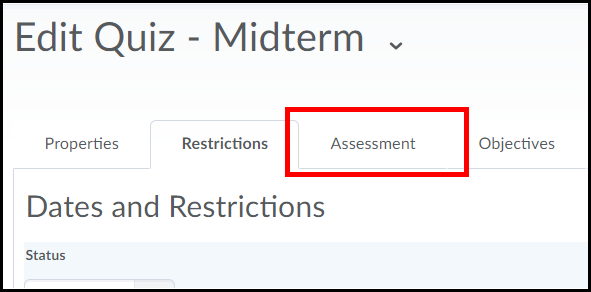 Edit Quiz - Midterm
Properties Restrictions Assessment Objectives
Dates and Restrictions
Status